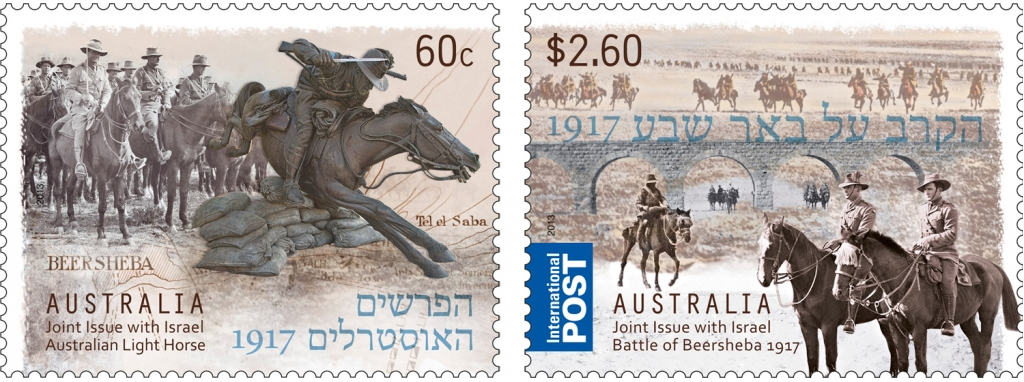 60c
2013
Tel el Saba
BEERSHEBA
AUSTRALIA
Joint Issue with Israel
Australian Light Horse
הפרשים
האוסטרלים 1917
$2.60
הקרב על באר שבע 1917
2013
International
POST
AUSTRALIA
Joint Issue with Israel
Battle of Beersheba 1917